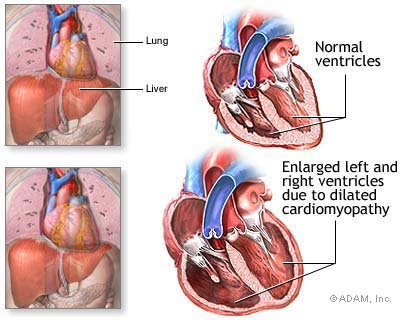 Lung
Liver
Normal
ventricles
Enlarged left and
right ventricles
due to dilated
cardiomyopathy
©ADAM, Inc.